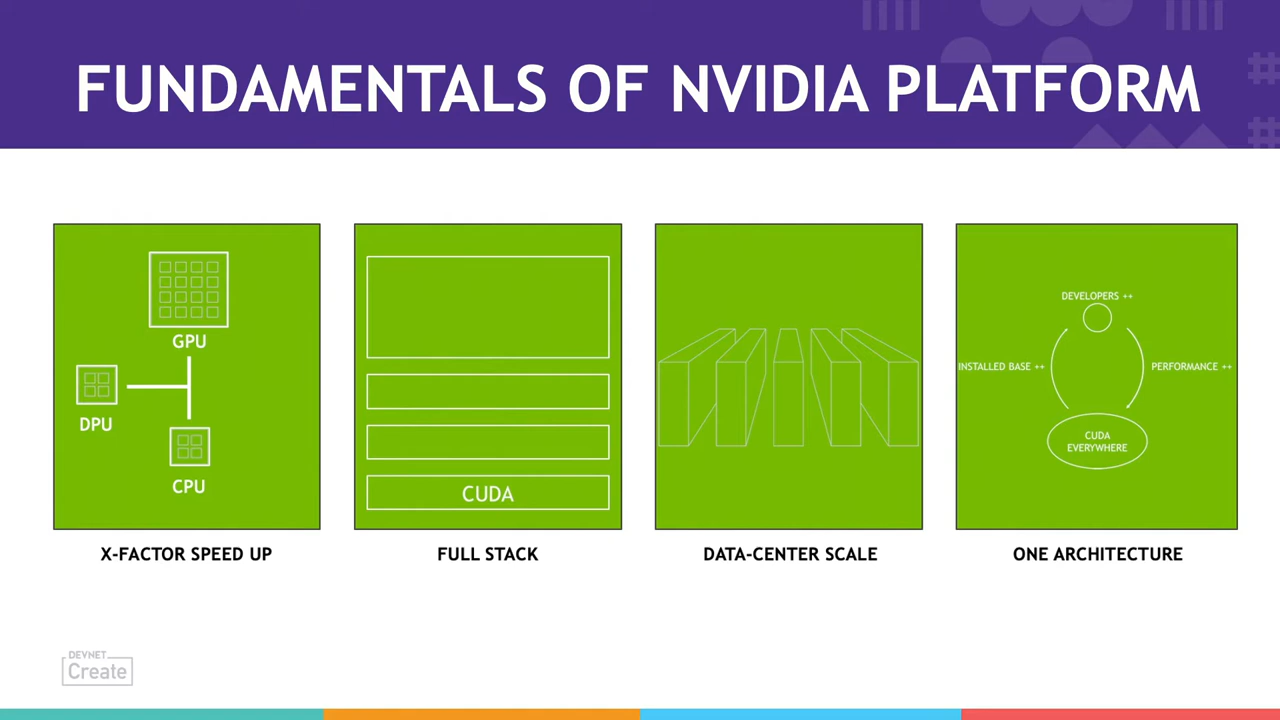 FUNDAMENTALS OF NVIDIA PLATFORM
GPU
DPU
CPU
X-FACTOR SPEED UP
CUDA
FULL STACK
DATA-CENTER SCALE
DEVELOPERS ++
INSTALLED BASE ++
PERFORMANCE ++
CUDA
EVERYWHERE
ONE ARCHITECTURE
DEVNET
Create